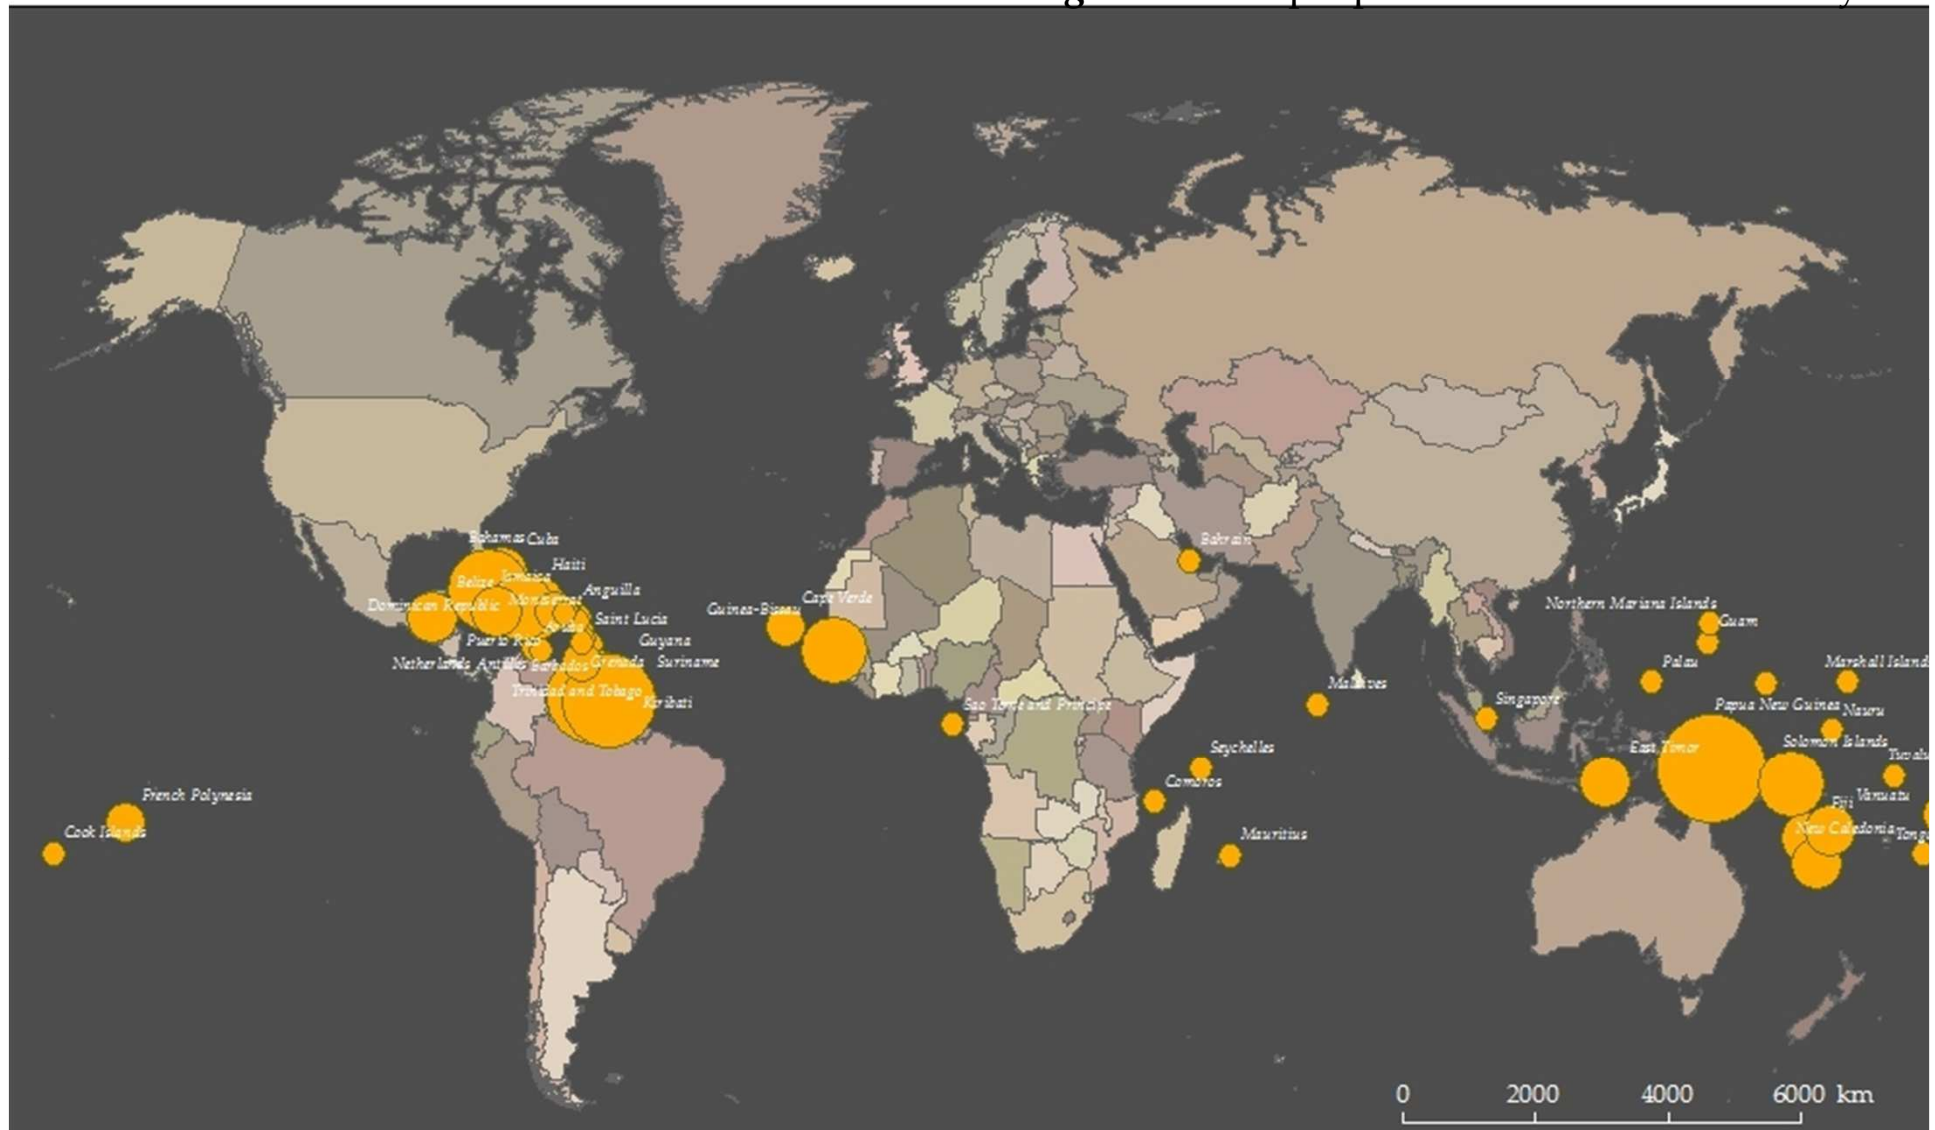 Bahamas Cuba
Haiti
Belize Jamaica
Anguilla
Dominican Republic Montserrat
Saint Lucia
Aruba
Puerto Rico
Guyana
Netherlands Antilles Barbados Grenada Suriname
Trinidad and Tobago
Kiribati
Guinea-Bissau
Cape Verde
Bahrain
Sao Tome and Principe
Maldives
Seychelles
Comoros
Mauritius
Northern Mariana Islands
Guam
Palau
Marshall Island
Singapore
Papua New Guinea
Nauru
East Timor
Solomon Islands
Tuvalu
Fiji
Vanuatu
New Caledonia
Tonga
French Polynesia
Cook Islands
0 2000 4000 6000 km